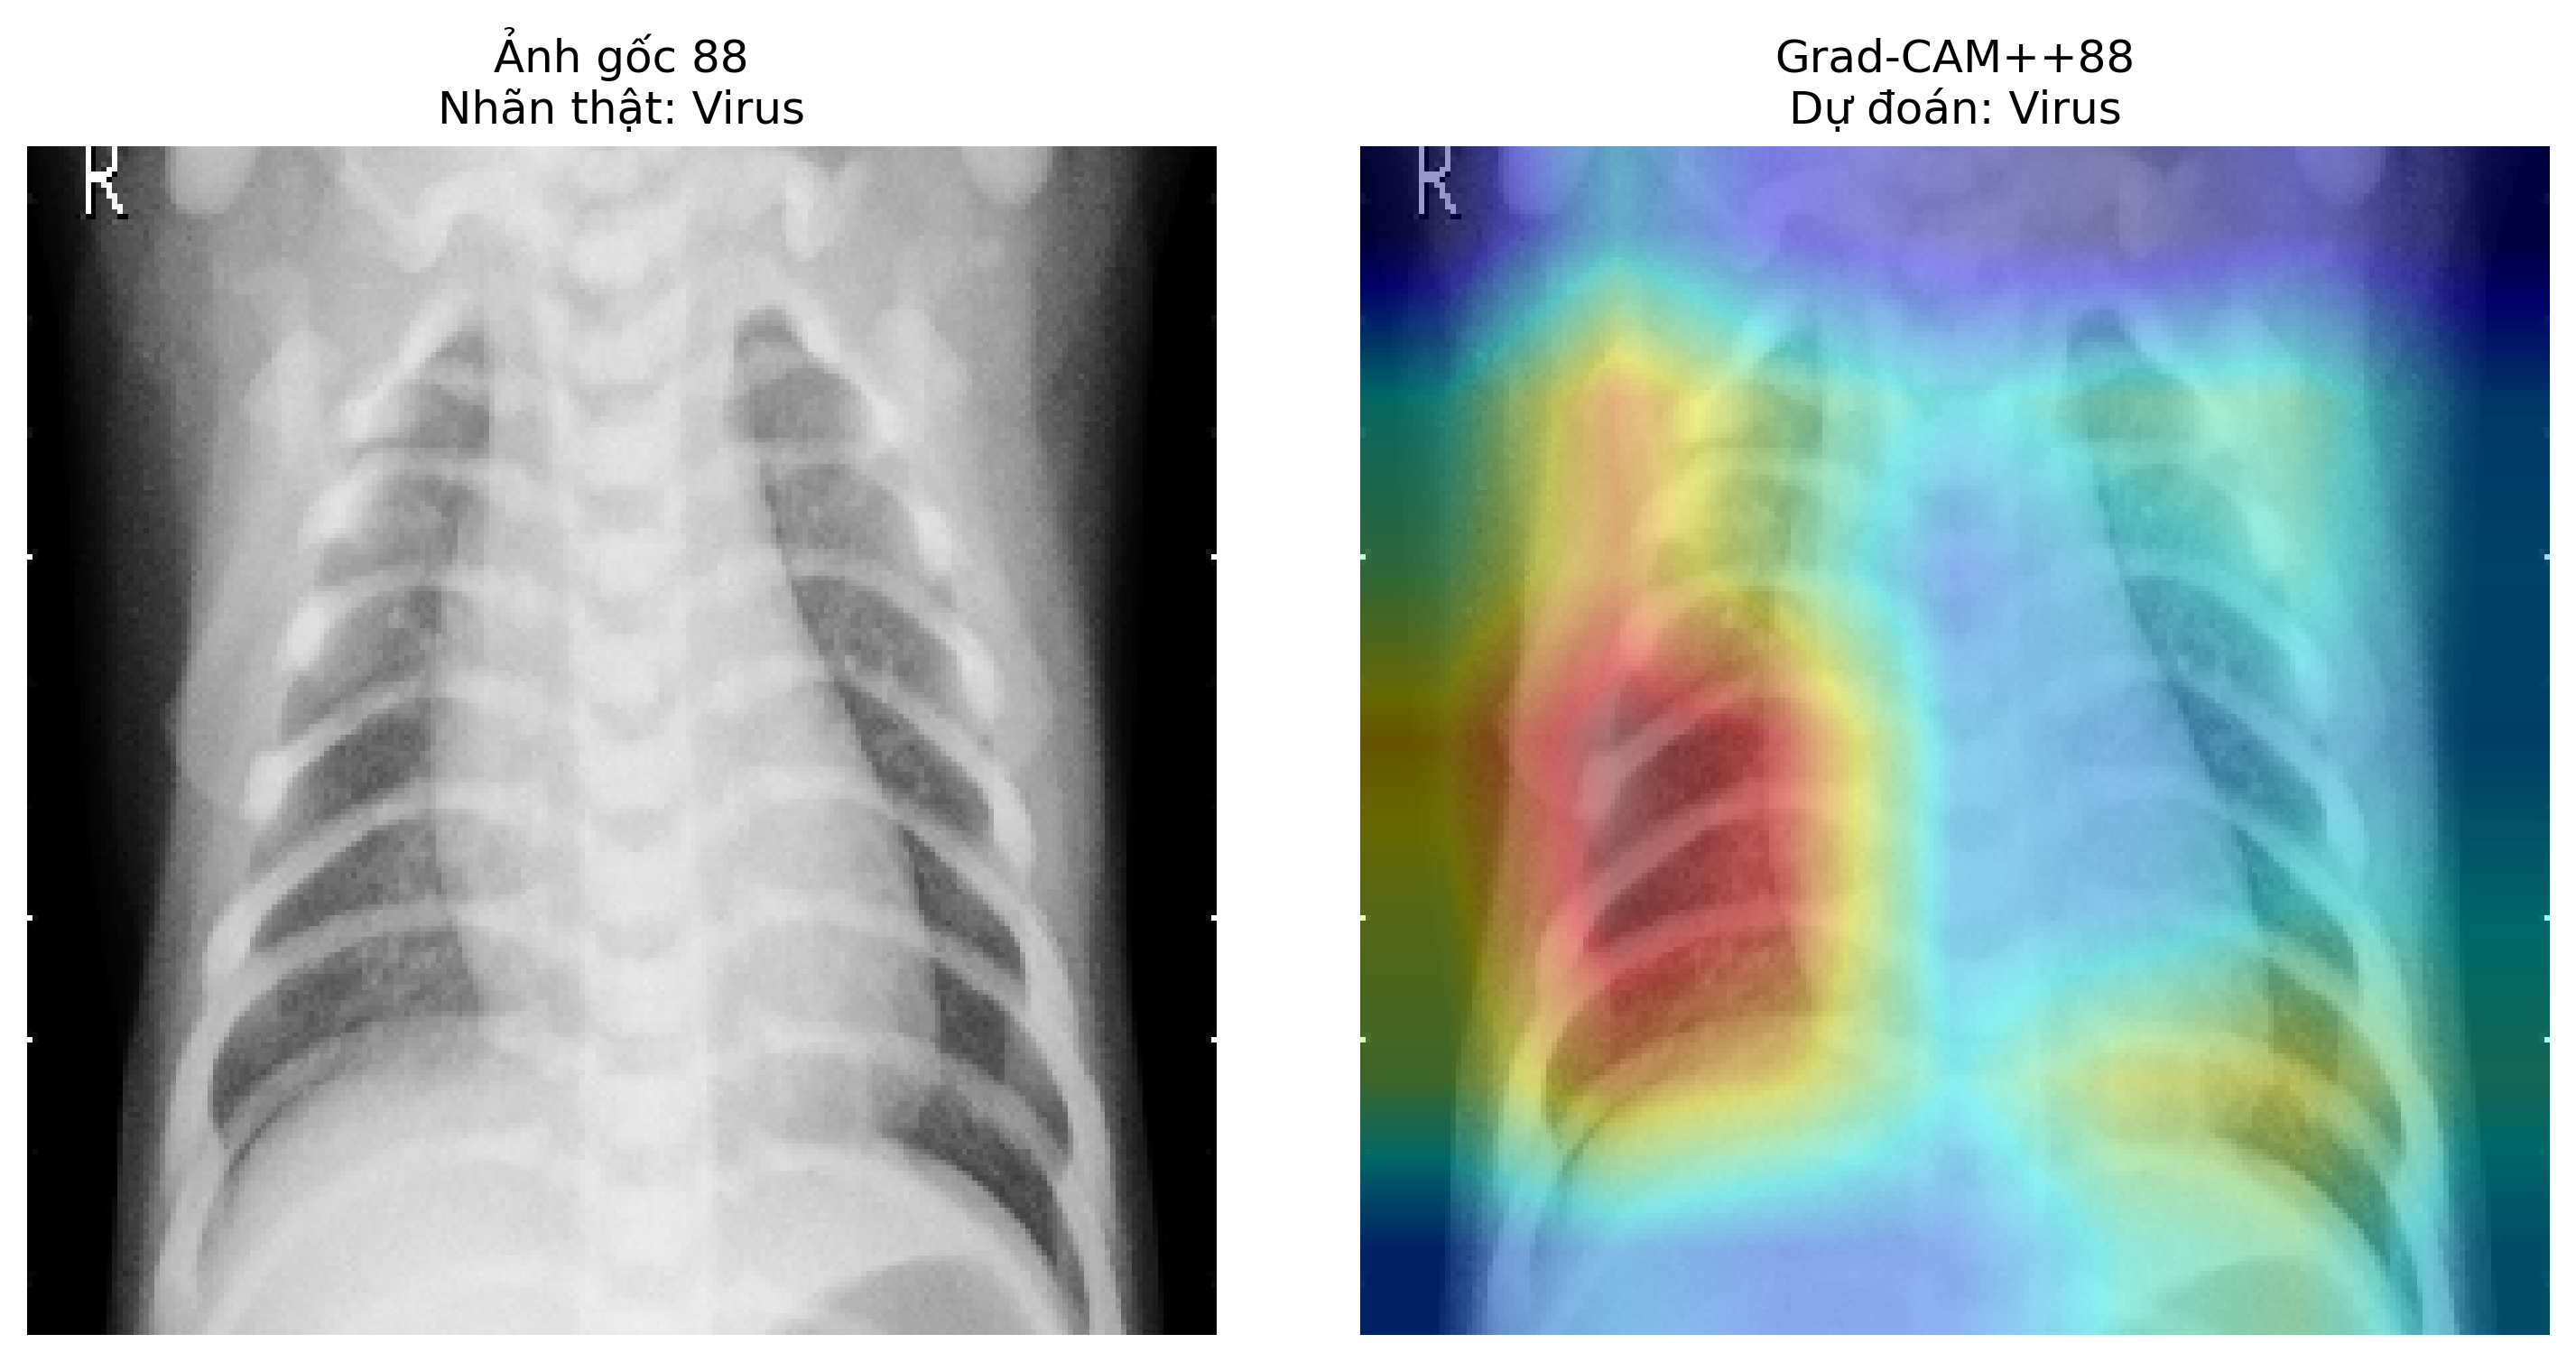 Ảnh gốc 88
Nhãn thật: Virus
Grad-CAM++88
Dự đoán: Virus
R
R